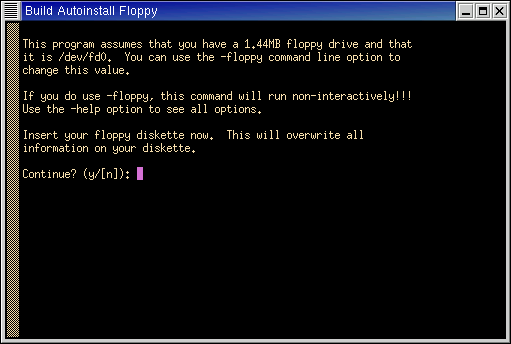 Build Autoinstall Floppy
This program assumes that you have a 1.44MB floppy drive and that
it is /dev/fd0.  You can use the -floppy command line option to
change this value.
If you do use -floppy, this command will run non-interactively!!!
Use the -help option to see all options.
Insert your floppy diskette now.  This will overwrite all
information on your diskette.
Continue? (y/[n]):